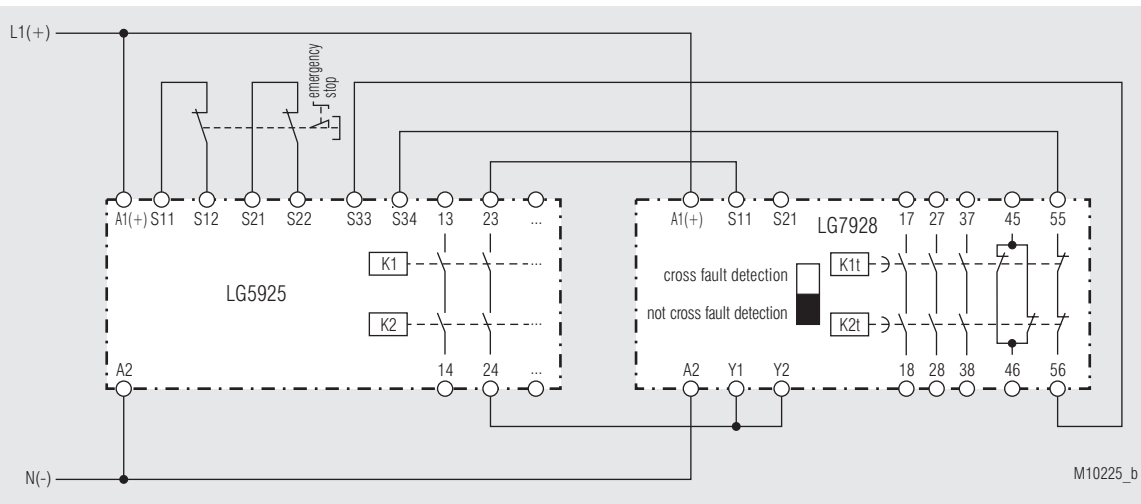 L1(+)
emergency
stop
A1(+) S11 S12 S21 S22 S33 S34 13 23 ...
A1(+) S11 S21 17 27 37 45 55
LG7928
K1 ...
cross fault detection
K1t
LG5925
not cross fault detection
K2 ...
K2t
A2 14 24 ...
A2 Y1 Y2 18 28 38 46 56
N(-)
M10225_b